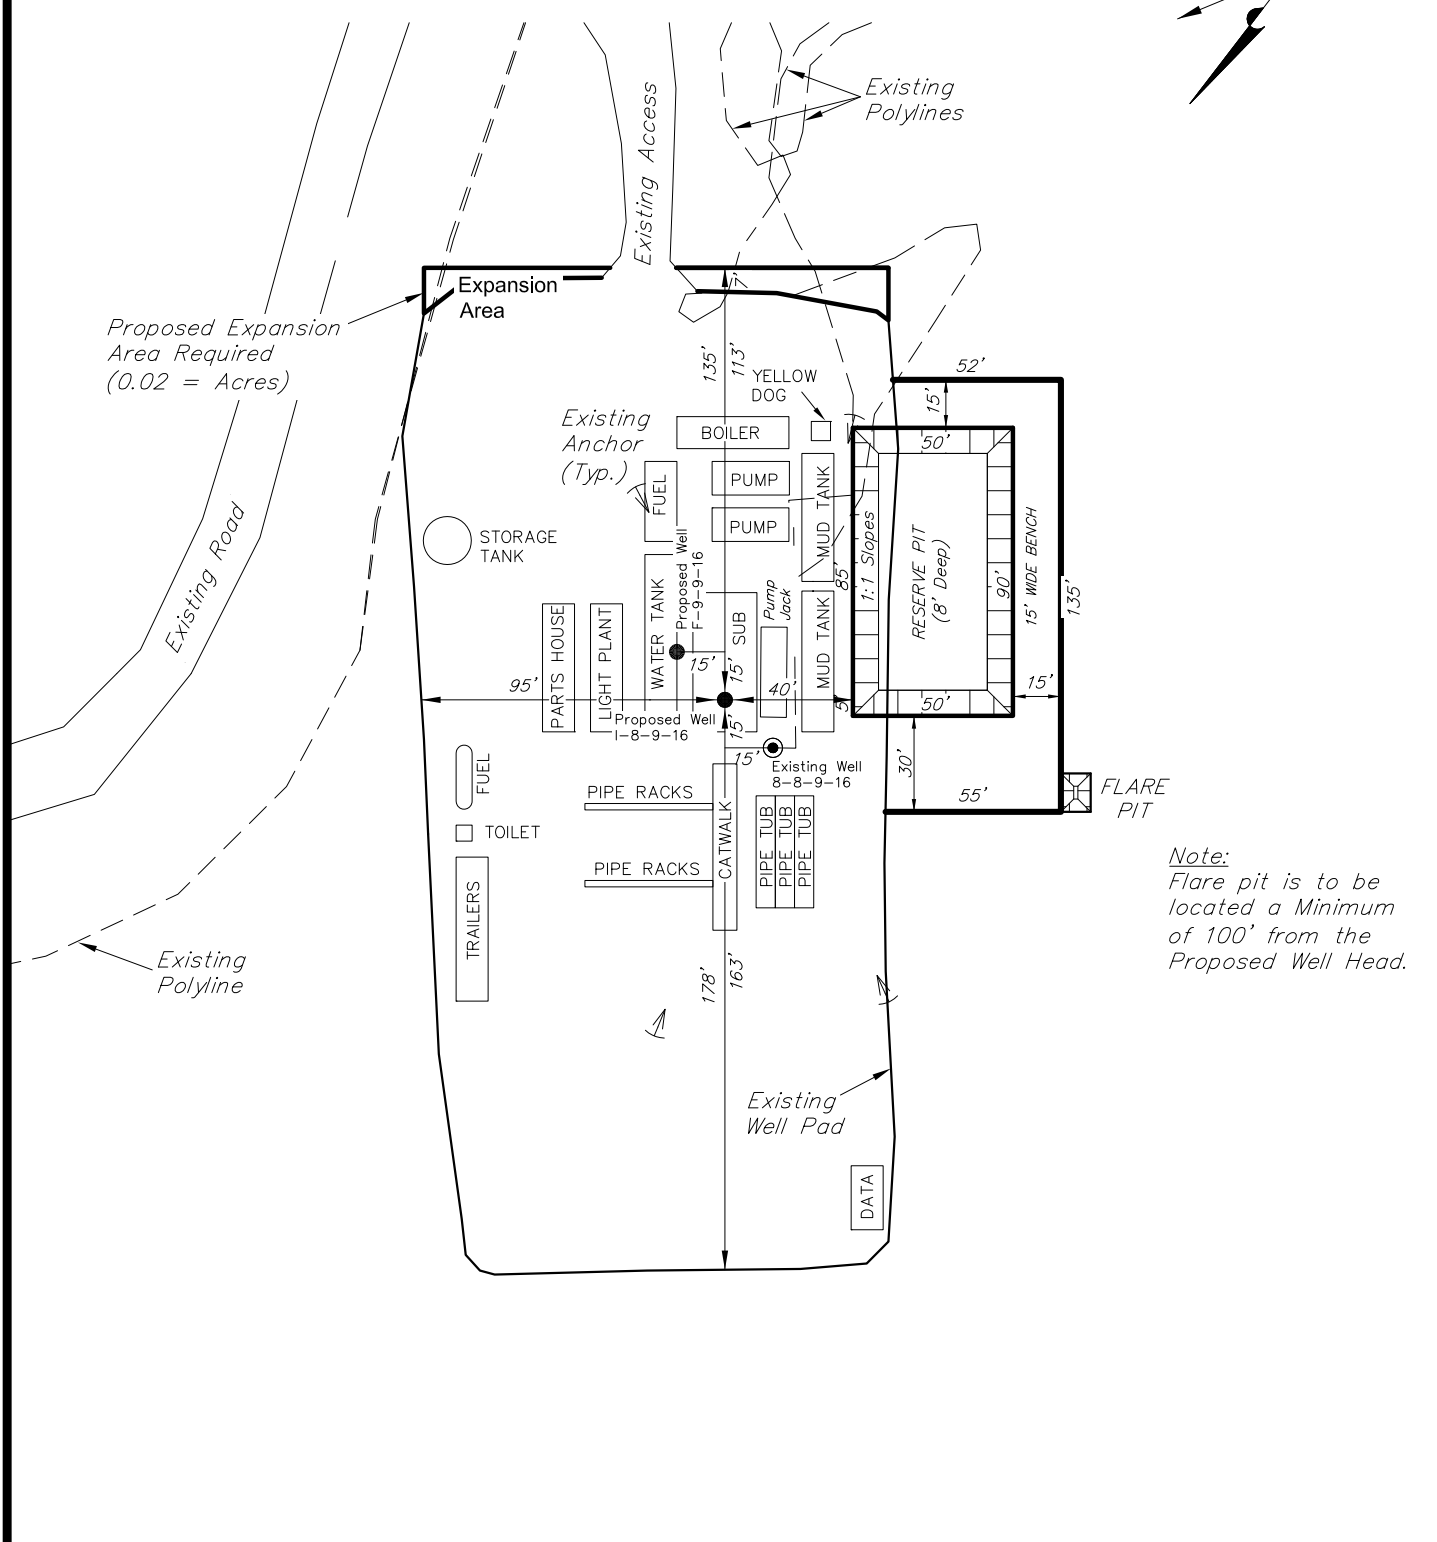 Existing
Polylines
Existing Access
Expansion
Area
7'
Proposed Expansion
Area Required
(0.02 = Acres)
135'
113'
YELLOW
DOG
52'
15'
Existing
Anchor
(Typ.)
BOILER
50'
FUEL
PUMP
PUMP
MUD TANK
Existing Road
STORAGE
TANK
Proposed Well
F-9-9-16
85'
1:1 Slopes
RESERVE PIT
(8' Deep)
90'
15' WIDE BENCH
135'
Pump
Jack
PARTS HOUSE
LIGHT PLANT
WATER TANK
SUB
MUD TANK
15'
15'
95'
40'
5'
50'
15'
Proposed Well
I-8-9-16
15'
15'
Existing Well
8-8-9-16
30'
FUEL
PIPE RACKS
55'
FLARE
PIT
TOILET
CATWALK
PIPE TUB
PIPE TUB
PIPE TUB
PIPE RACKS
TRAILERS
Note:
Flare pit is to be
located a Minimum
of 100' from the
Proposed Well Head.
Existing
Polyline
178'
163'
Existing
Well Pad
DATA